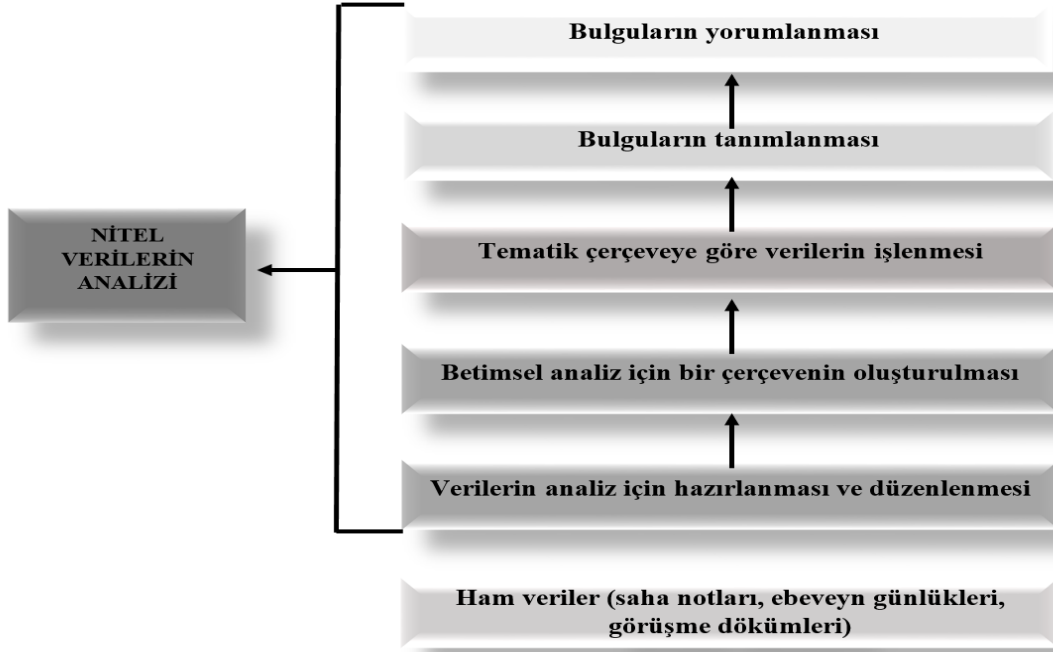 Bulguların yorumlanması
Bulguların tanımlanması
Tematik çerçeveye göre verilerin işlenmesi
Betimsel analiz için bir çerçevenin oluşturulması
Verilerin analiz için hazırlanması ve düzenlenmesi
Ham veriler (saha notları, ebeveyn günlükleri,
görüşme dökümleri)
NİTEL
VERİLERİN
ANALİZİ